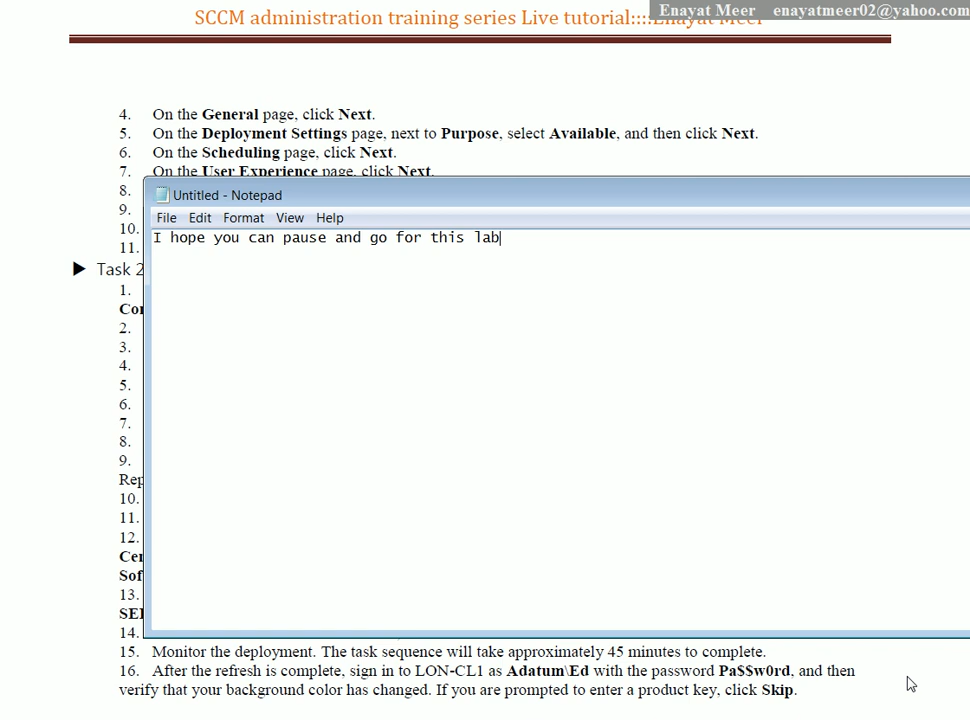 SCCM administration training series Live tutorial::::Enayat Meer
Enayat Meer enayatmeer02@yahoo.com
4. On the General page, click Next.
5. On the Deployment Settings page, next to Purpose, select Available, and then click Next.
6. On the Scheduling page, click Next.
7. On the User Experience page, click Next.
8.
Untitled - Notepad
9.
File Edit Format View Help
10.
I hope you can pause and go for this lab
11.
Task 2
1.
Con
2.
3.
4.
5.
6.
7.
8.
9.
Rep
10.
11.
12.
Cen
Sof
13.
SEI
14.
15. Monitor the deployment. The task sequence will take approximately 45 minutes to complete.
16. After the refresh is complete, sign in to LON-CL1 as Adatum\Ed with the password Pa$$w0rd, and then
verify that your background color has changed. If you are prompted to enter a product key, click Skip.